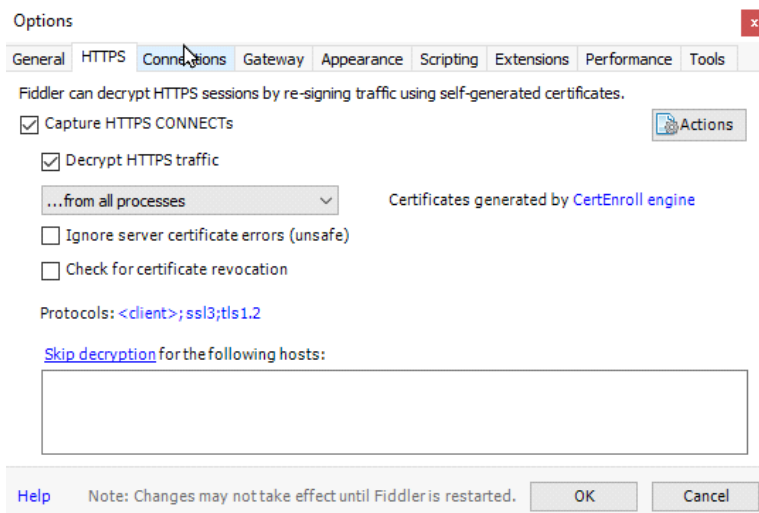 Options
x
General HTTPS Connections Gateway Appearance Scripting Extensions Performance Tools
Fiddler can decrypt HTTPS sessions by re-signing traffic using self-generated certificates.
Capture HTTPS CONNECTs
Actions
Decrypt HTTPS traffic
...from all processes
Certificates generated by CertEnroll engine
Ignore server certificate errors (unsafe)
Check for certificate revocation
Protocols: <client>;ssl3;tls1.2
Skip decryption for the following hosts:
Help Note: Changes may not take effect until Fiddler is restarted. OK Cancel